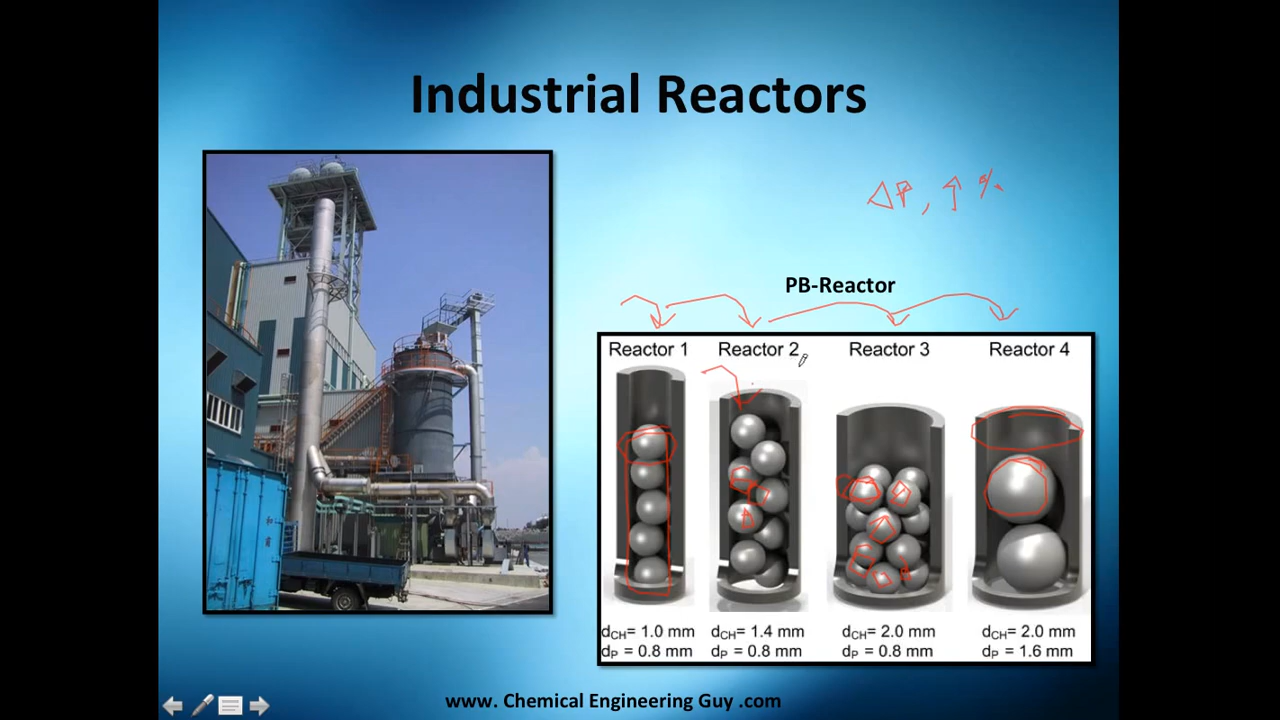 Industrial Reactors
ΔP, ↑ %
PB-Reactor
Reactor 1 Reactor 2 Reactor 3 Reactor 4
dCH= 1.0 mm dCH= 1.4 mm dCH= 2.0 mm dCH= 2.0 mm
dP = 0.8 mm dP = 0.8 mm dP = 0.8 mm dP = 1.6 mm
www. Chemical Engineering Guy .com